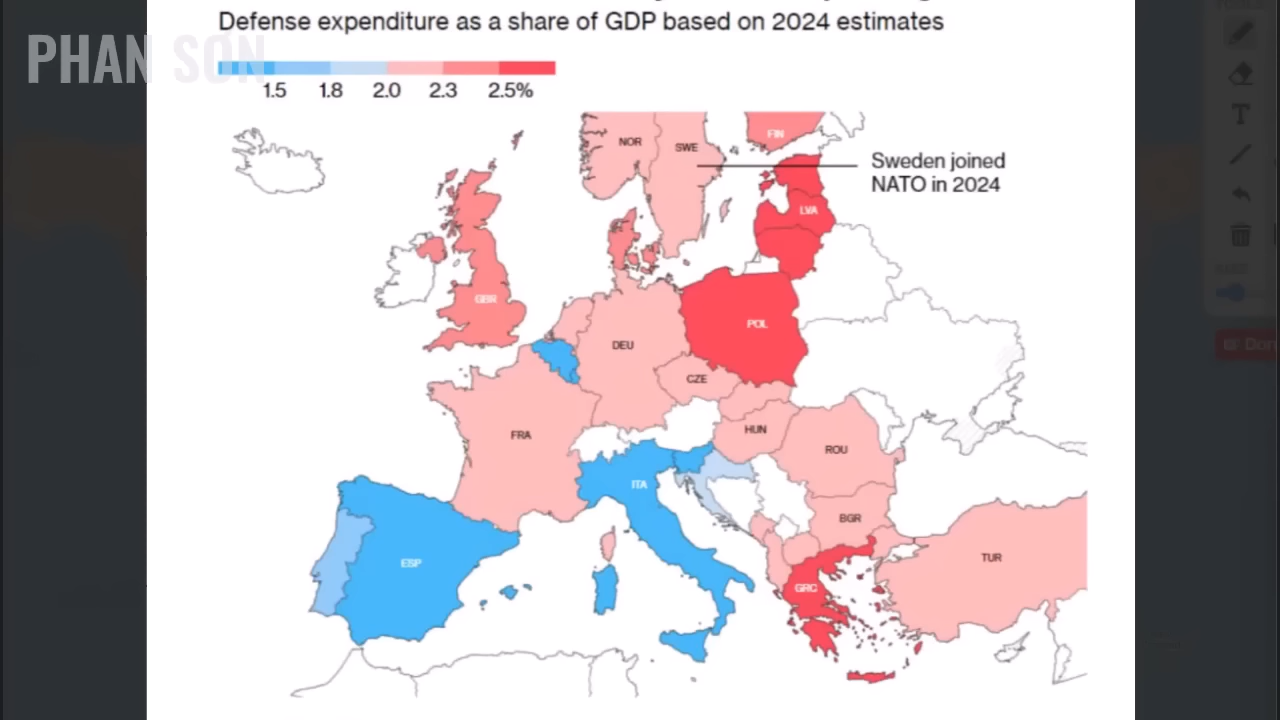 Defense expenditure as a share of GDP based on 2024 estimates
PHAN SON
1.5 1.8 2.0 2.3 2.5%
NOR
SWE
FIN
Sweden joined
NATO in 2024
LVA
GBR
POL
DEU
CZE
FRA
HUN
ROU
ITA
BGR
ESP
TUR
GRC